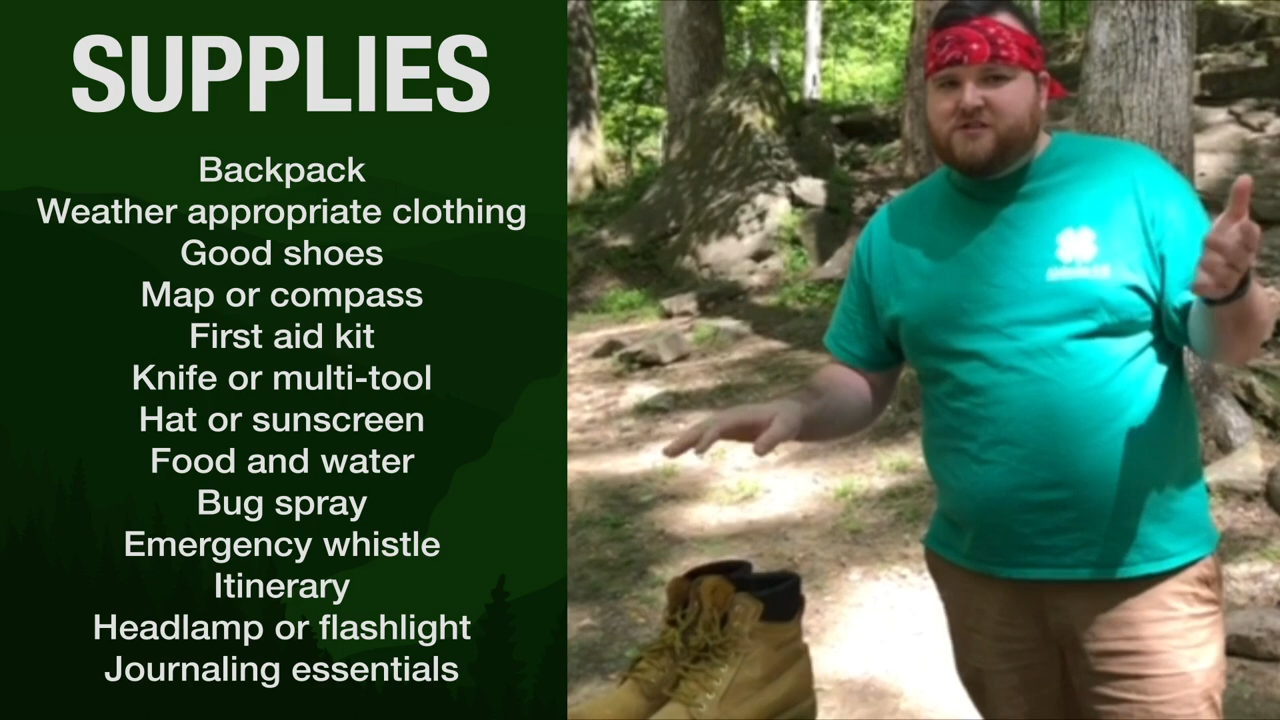 SUPPLIES
Backpack
Weather appropriate clothing
Good shoes
Map or compass
First aid kit
Knife or multi-tool
Hat or sunscreen
Food and water
Bug spray
Emergency whistle
Itinerary
Headlamp or flashlight
Journaling essentials